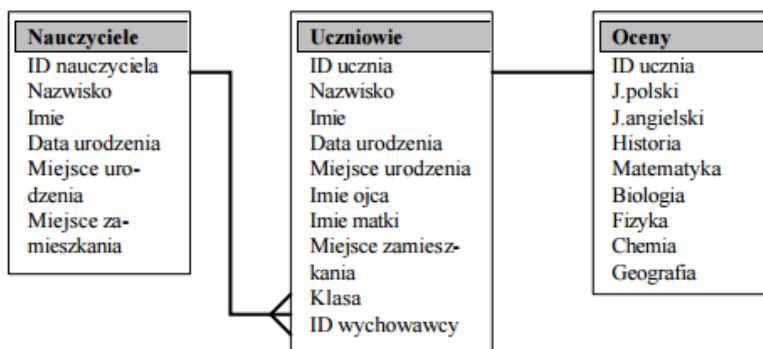 Nauczyciele
ID nauczyciela
Nazwisko
Imie
Data urodzenia
Miejsce uro-
dzenia
Miejsce za-
mieszkania
Uczniowie
ID ucznia
Nazwisko
Imie
Data urodzenia
Miejsce urodzenia
Imie ojca
Imie matki
Miejsce zamiesz-
kania
Klasa
ID wychowawcy
Oceny
ID ucznia
J.polski
J.angielski
Historia
Matematyka
Biologia
Fizyka
Chemia
Geografia